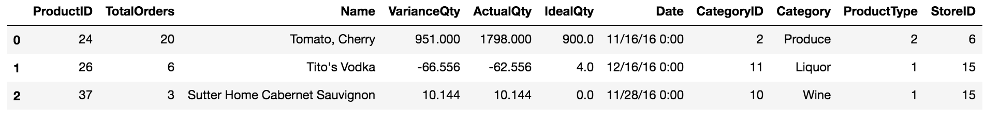 ProductID TotalOrders Name VarianceQty ActualQty IdealQty Date CategoryID Category ProductType StoreID
0 24 20 Tomato, Cherry 951.000 1798.000 900.0 11/16/16 0:00 2 Produce 2 6
1 26 6 Tito's Vodka -66.556 -62.556 4.0 12/16/16 0:00 11 Liquor 1 15
2 37 3 Sutter Home Cabernet Sauvignon 10.144 10.144 0.0 11/28/16 0:00 10 Wine 1 15